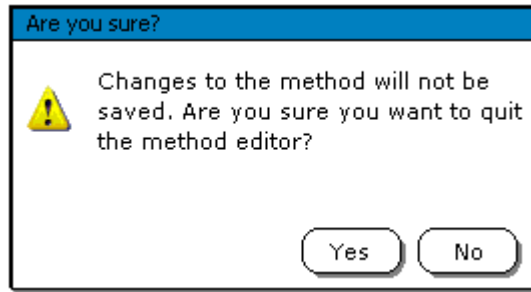 Are you sure?
Changes to the method will not be
saved. Are you sure you want to quit
the method editor?
Yes No